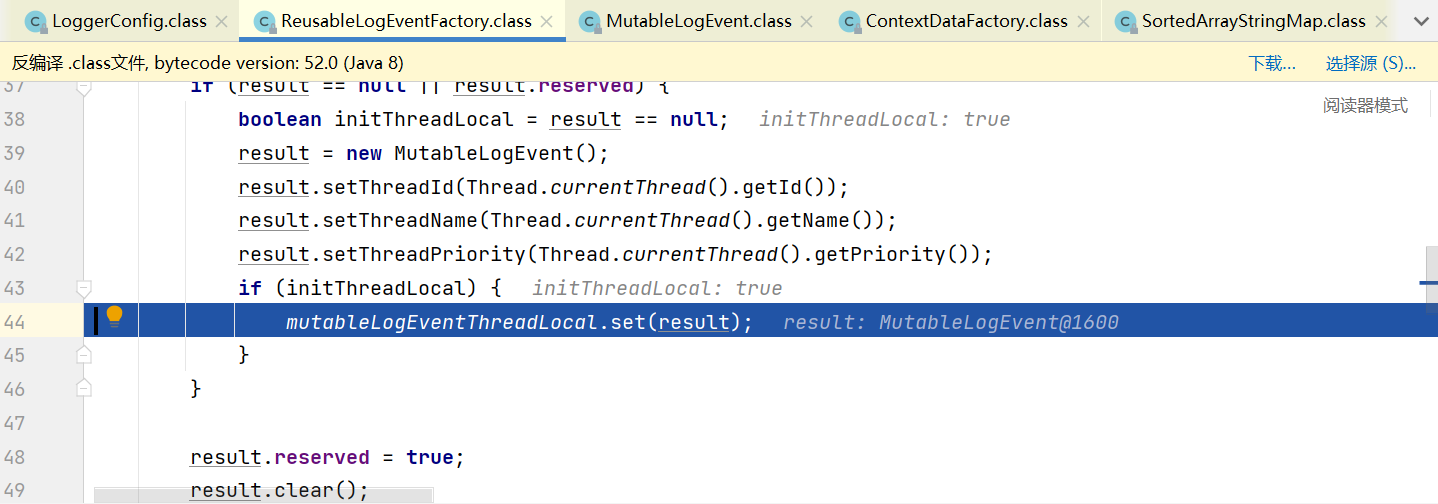 LoggerConfig.class ReusableLogEventFactory.class MutableLogEvent.class ContextDataFactory.class SortedArrayStringMap.class
反编译 .class文件, bytecode version: 52.0 (Java 8) 下载... 选择源 (S)...
阅读器模式
37 if (result == null || result.reserved) {
38 boolean initThreadLocal = result == null; initThreadLocal: true
39 result = new MutableLogEvent();
40 result.setThreadId(Thread.currentThread().getId());
41 result.setThreadName(Thread.currentThread().getName());
42 result.setThreadPriority(Thread.currentThread().getPriority());
43 if (initThreadLocal) { initThreadLocal: true
44 mutableLogEventThreadLocal.set(result); result: MutableLogEvent@1600
45 }
46 }
47
48 result.reserved = true;
49 result.clear();